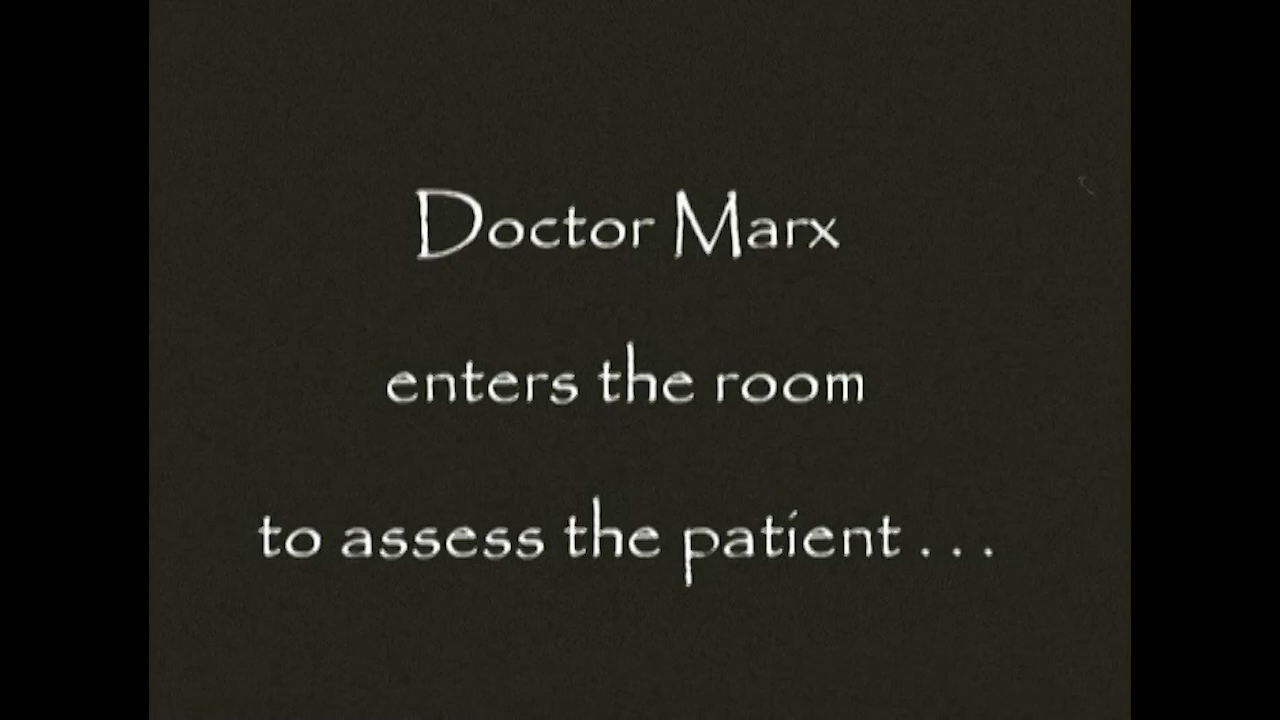 Doctor Marx
enters the room
to assess the patient . . .